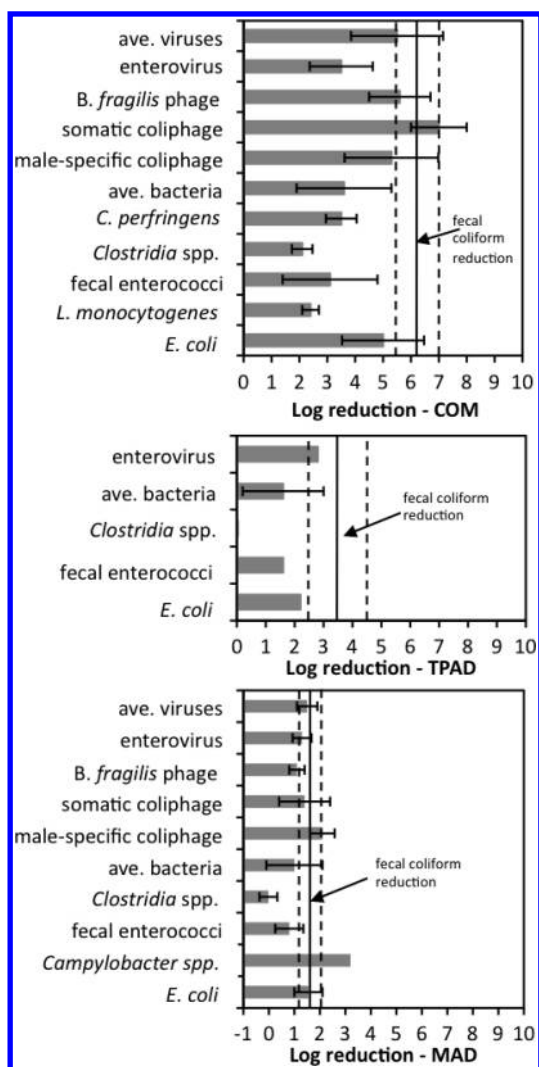 ave. viruses
enterovirus
B. fragilis phage
somatic coliphage
male-specific coliphage
ave. bacteria
C. perfringens
Clostridia spp.
fecal enterococci
L. monocytogenes
E. coli
fecal
coliform
reduction
0 1 2 3 4 5 6 7 8 9 10
Log reduction - COM
enterovirus
ave. bacteria
Clostridia spp.
fecal enterococci
E. coli
fecal coliform
reduction
0 1 2 3 4 5 6 7 8 9 10
Log reduction - TPAD
ave. viruses
enterovirus
B. fragilis phage
somatic coliphage
male-specific coliphage
ave. bacteria
Clostridia spp.
fecal enterococci
Campylobacter spp.
E. coli
fecal coliform
reduction
-1 0 1 2 3 4 5 6 7 8 9 10
Log reduction - MAD